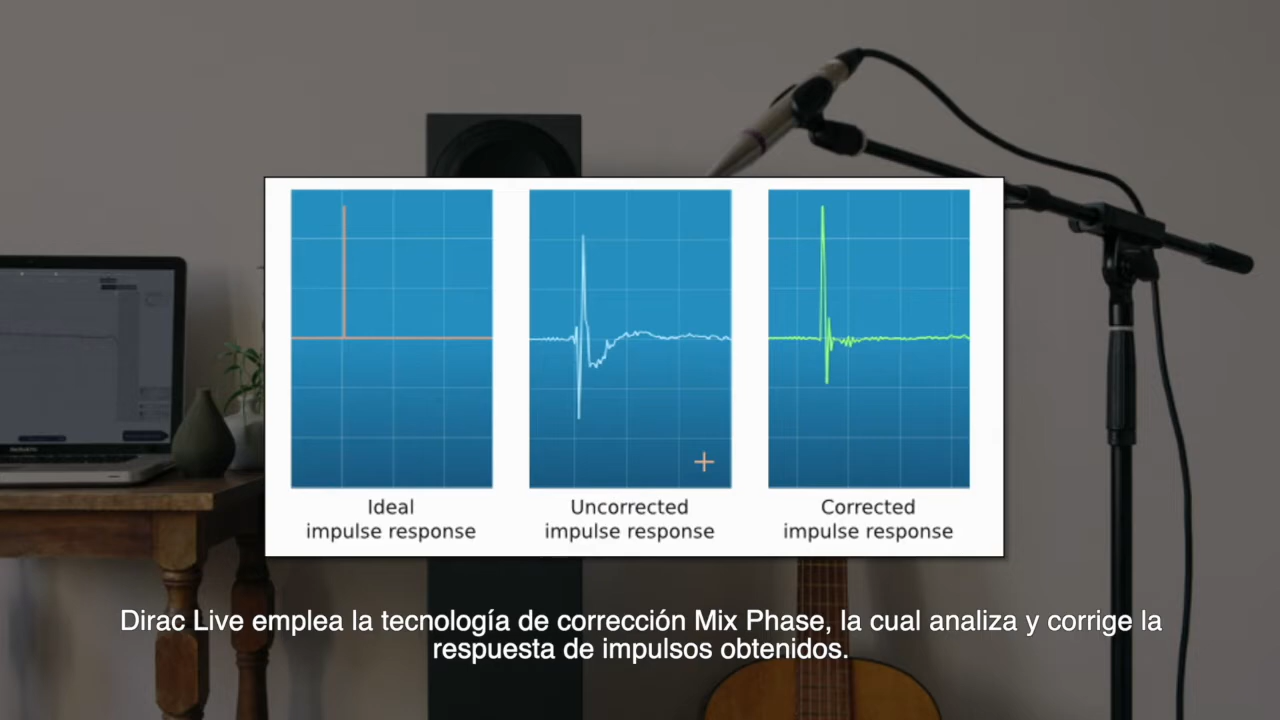 Ideal
impulse response
Uncorrected
impulse response
Corrected
impulse response
Dirac Live emplea la tecnología de corrección Mix Phase, la cual analiza y corrige la
respuesta de impulsos obtenidos.